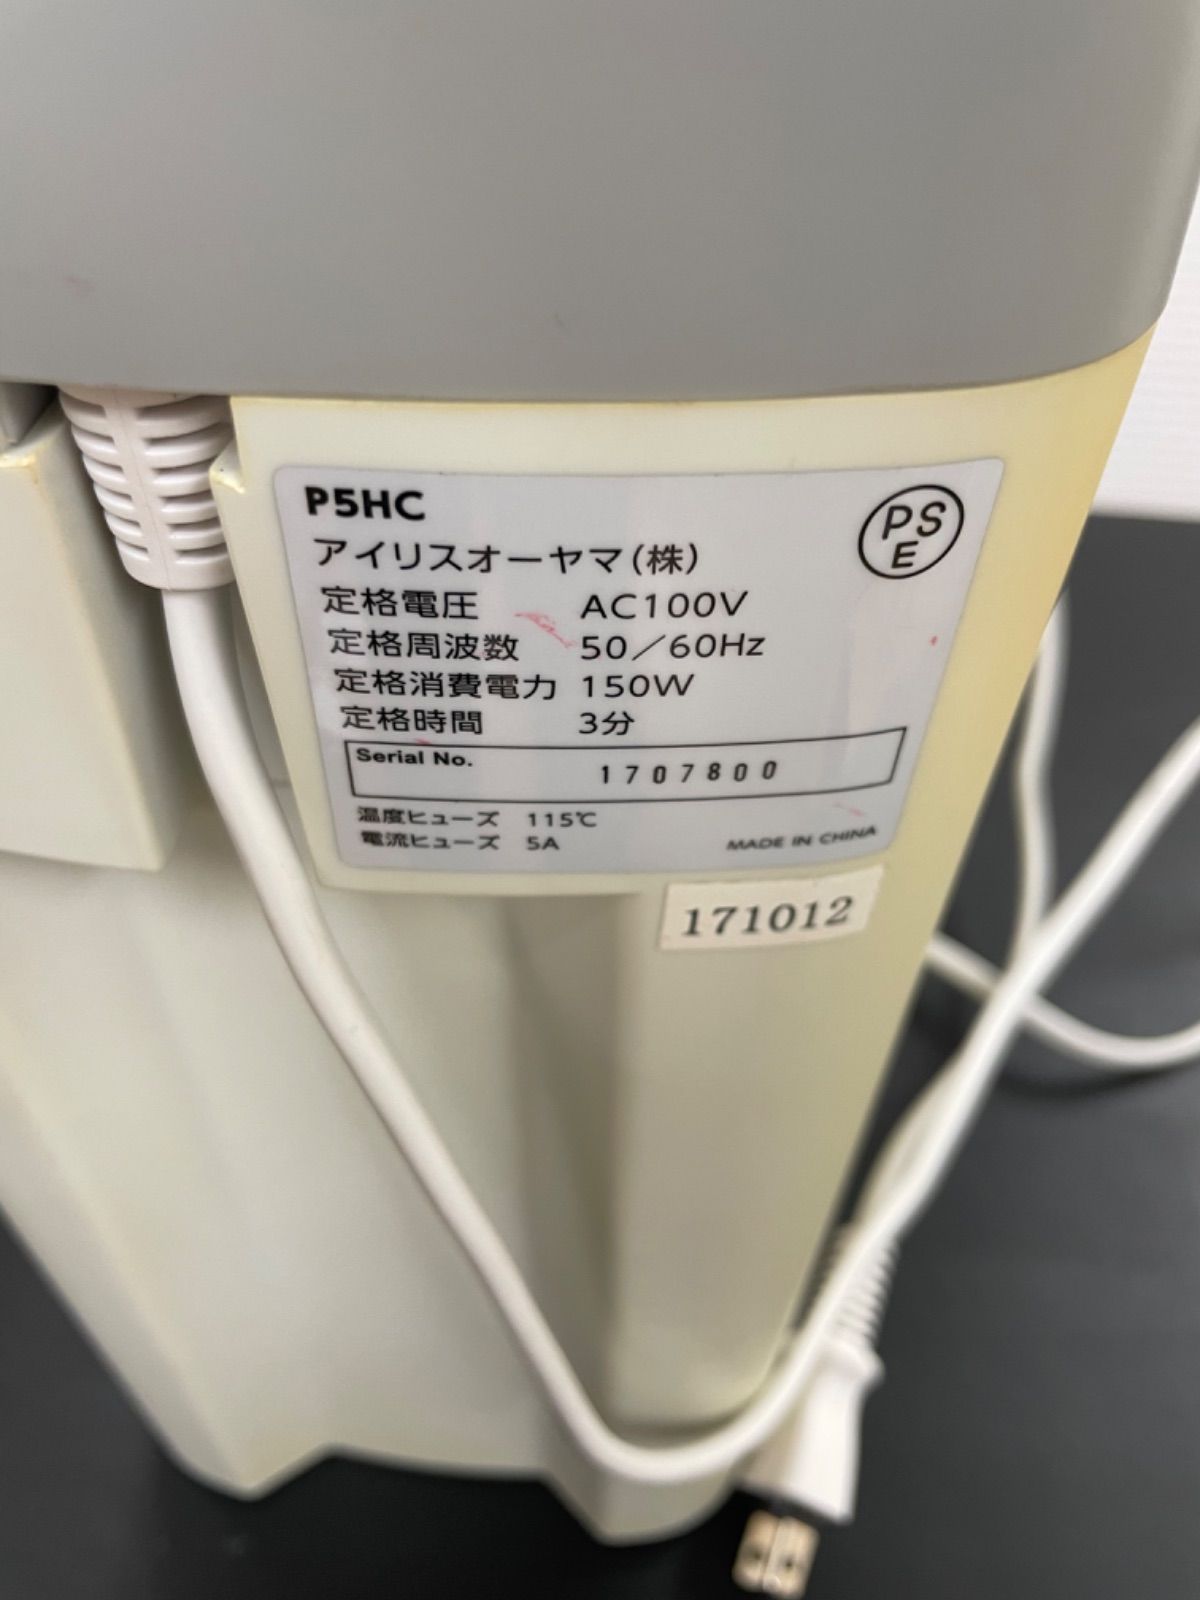 P5HC
PSE
アイリスオーヤマ(株)
定格電圧 AC100V
定格周波数 50/60Hz
定格消費電力 150W
定格時間 3分
Serial No. 1707800
温度ヒューズ 115℃
電流ヒューズ 5A
MADE IN CHINA
171012